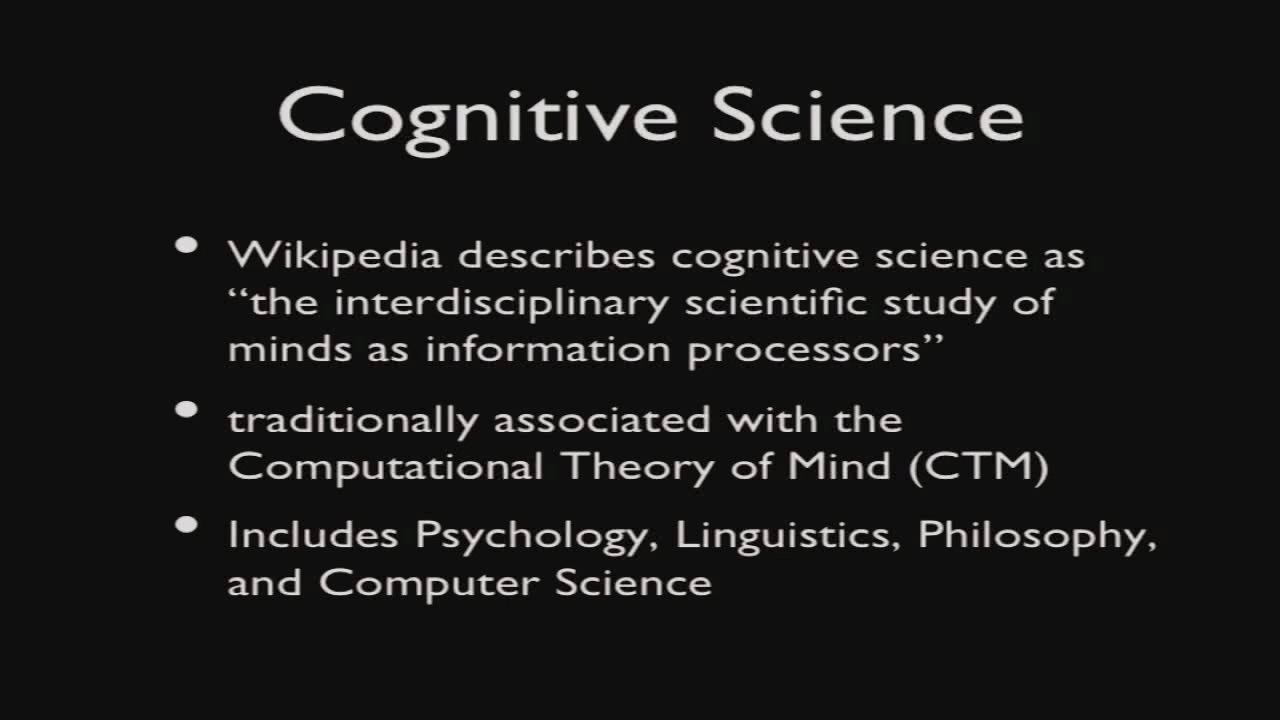 Cognitive Science
• Wikipedia describes cognitive science as
“the interdisciplinary scientific study of
minds as information processors”
• traditionally associated with the
Computational Theory of Mind (CTM)
• Includes Psychology, Linguistics, Philosophy,
and Computer Science